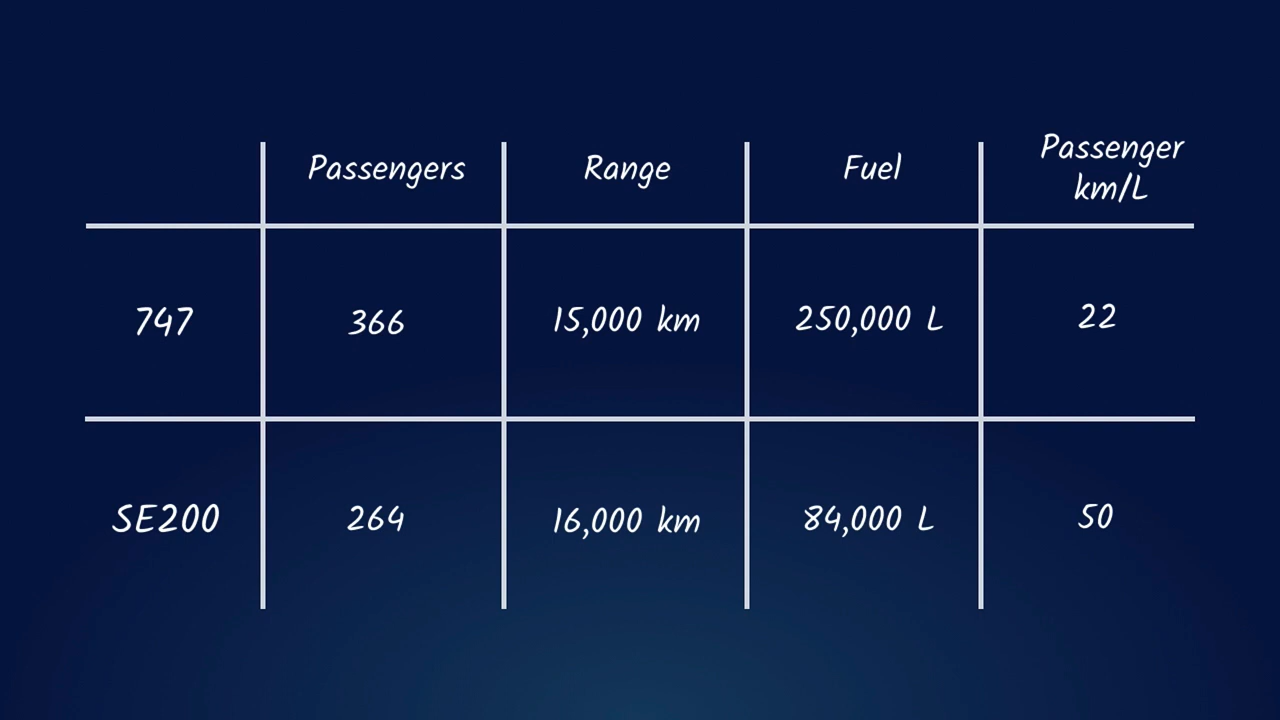 Passengers Range Fuel Passenger km/L
747 366 15,000 km 250,000 L 22
SE200 264 16,000 km 84,000 L 50